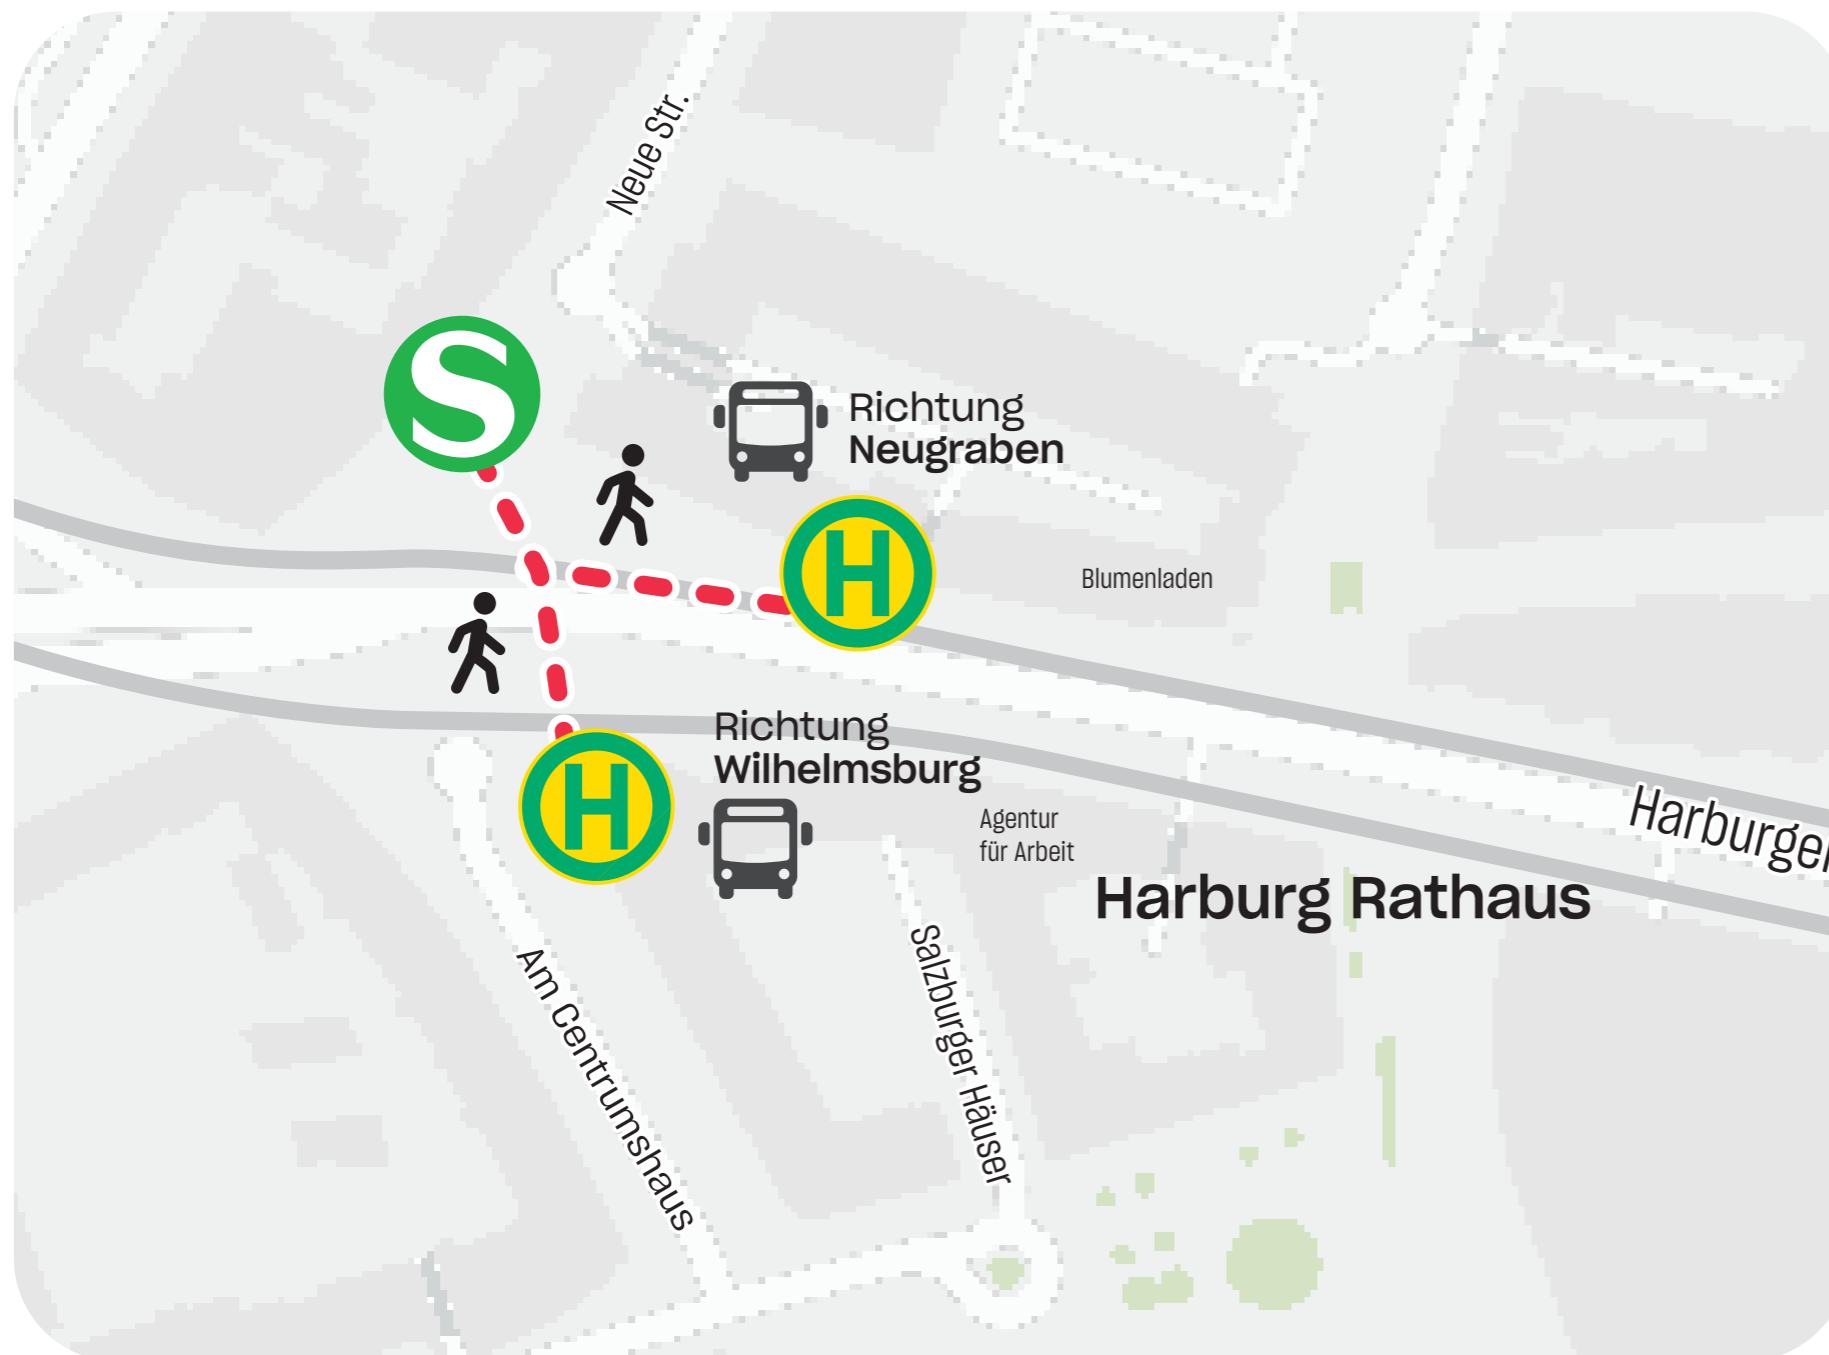 Neue Str.
S
Richtung
Neugraben
H
Blumenladen
Richtung
Wilhelmsburg
H
Agentur
für Arbeit
Harburger
Harburg Rathaus
Am Centrumshaus
Salzburger Häuser